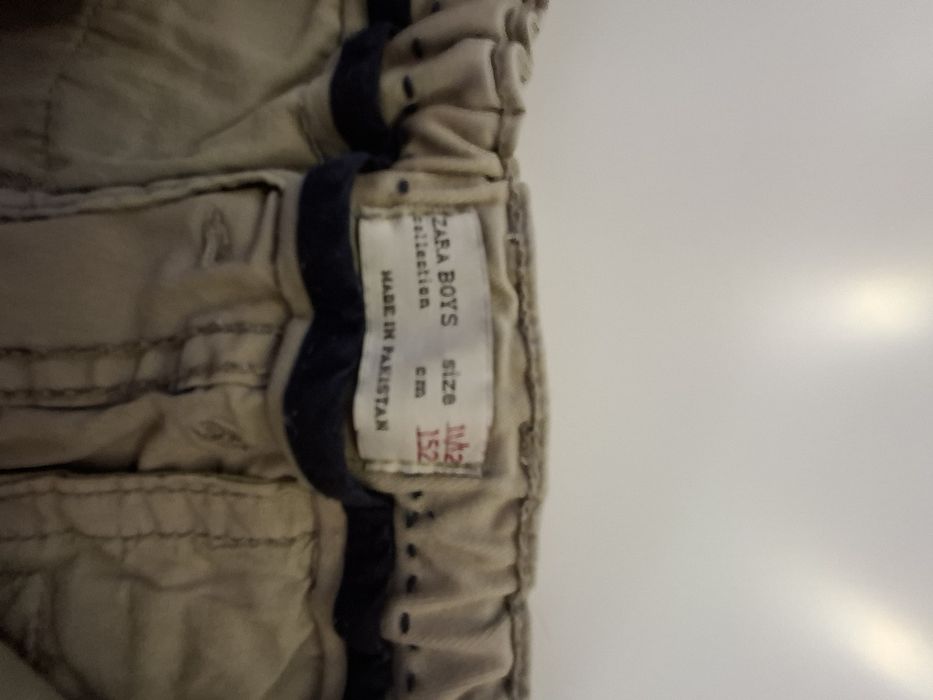 ZARA BOYS size 11/12
collection cm 152
MADE IN PAKISTAN